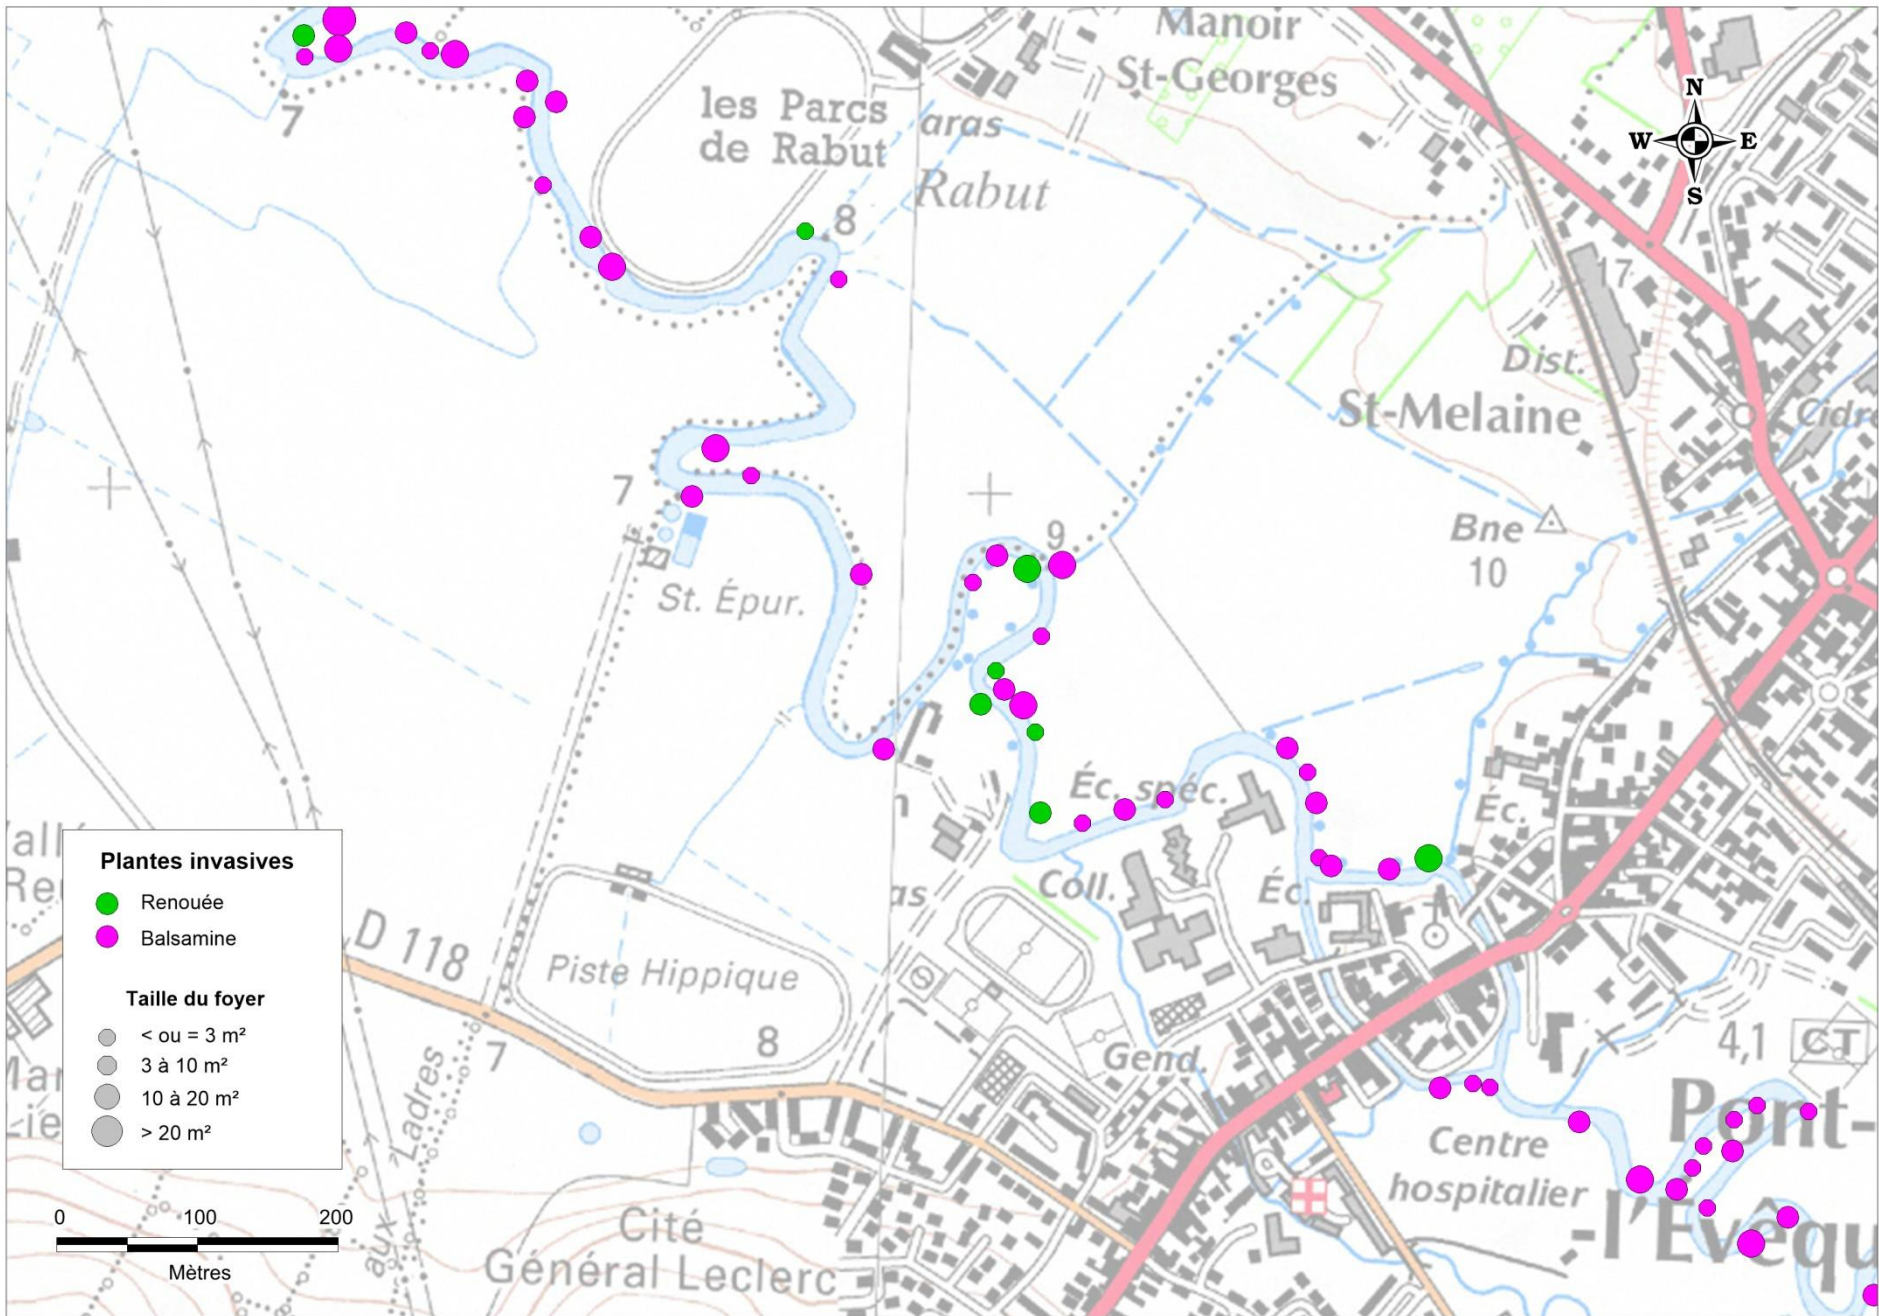 Manoir
St-Georges
N
W E
S
les Parcs
de Rabut
aras
Rabut
7
8
17
Dist.
St-Melaine
Cidre
7
9
Bne
10
St. Épur.
Éc. spéc.
Éc.
Coll.
Éc.
as
D 118
Piste Hippique
7
8
Gend.
4,1
CT
Pont-
-l'Evêqu
Centre
hospitalier
aux Ladres
Cité
Général Leclerc
Plantes invasives
Renouée
Balsamine
Taille du foyer
< ou = 3 m²
3 à 10 m²
10 à 20 m²
> 20 m²
0 100 200
Mètres